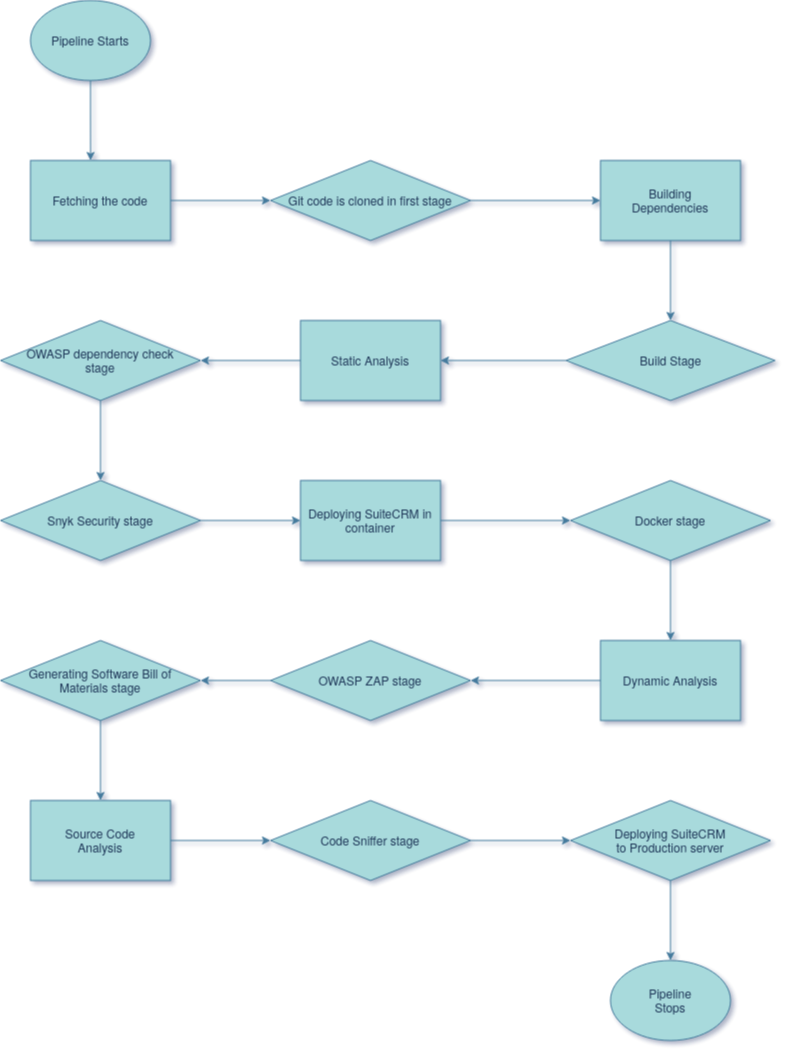 Pipeline Starts
Fetching the code
Git code is cloned in first stage
Building
Dependencies
OWASP dependency check
stage
Static Analysis
Build Stage
Snyk Security stage
Deploying SuiteCRM in
container
Docker stage
Generating Software Bill of
Materials stage
OWASP ZAP stage
Dynamic Analysis
Source Code
Analysis
Code Sniffer stage
Deploying SuiteCRM
to Production server
Pipeline
Stops